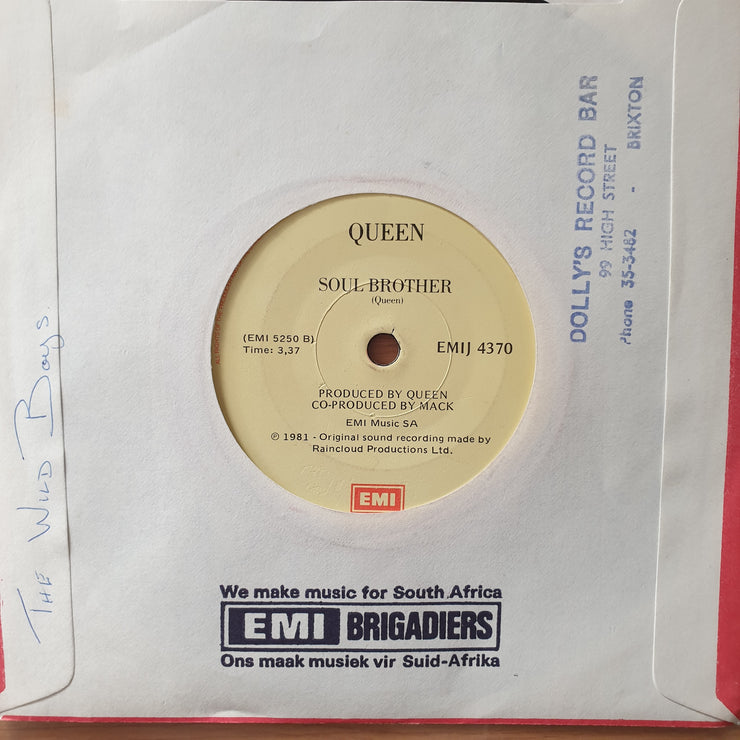 QUEEN
SOUL BROTHER
(Queen)
(EMI 5250 B)
Time: 3,37
EMIJ 4370
PRODUCED BY QUEEN
CO-PRODUCED BY MACK
EMI Music SA
℗ 1981 - Original sound recording made by
Raincloud Productions Ltd.
EMI
We make music for South Africa
EMI BRIGADIERS
Ons maak musiek vir Suid-Afrika
DOLLY'S RECORD BAR
99 HIGH STREET
Phone 35-3482 - BRIXTON
THE WILD BOYS.